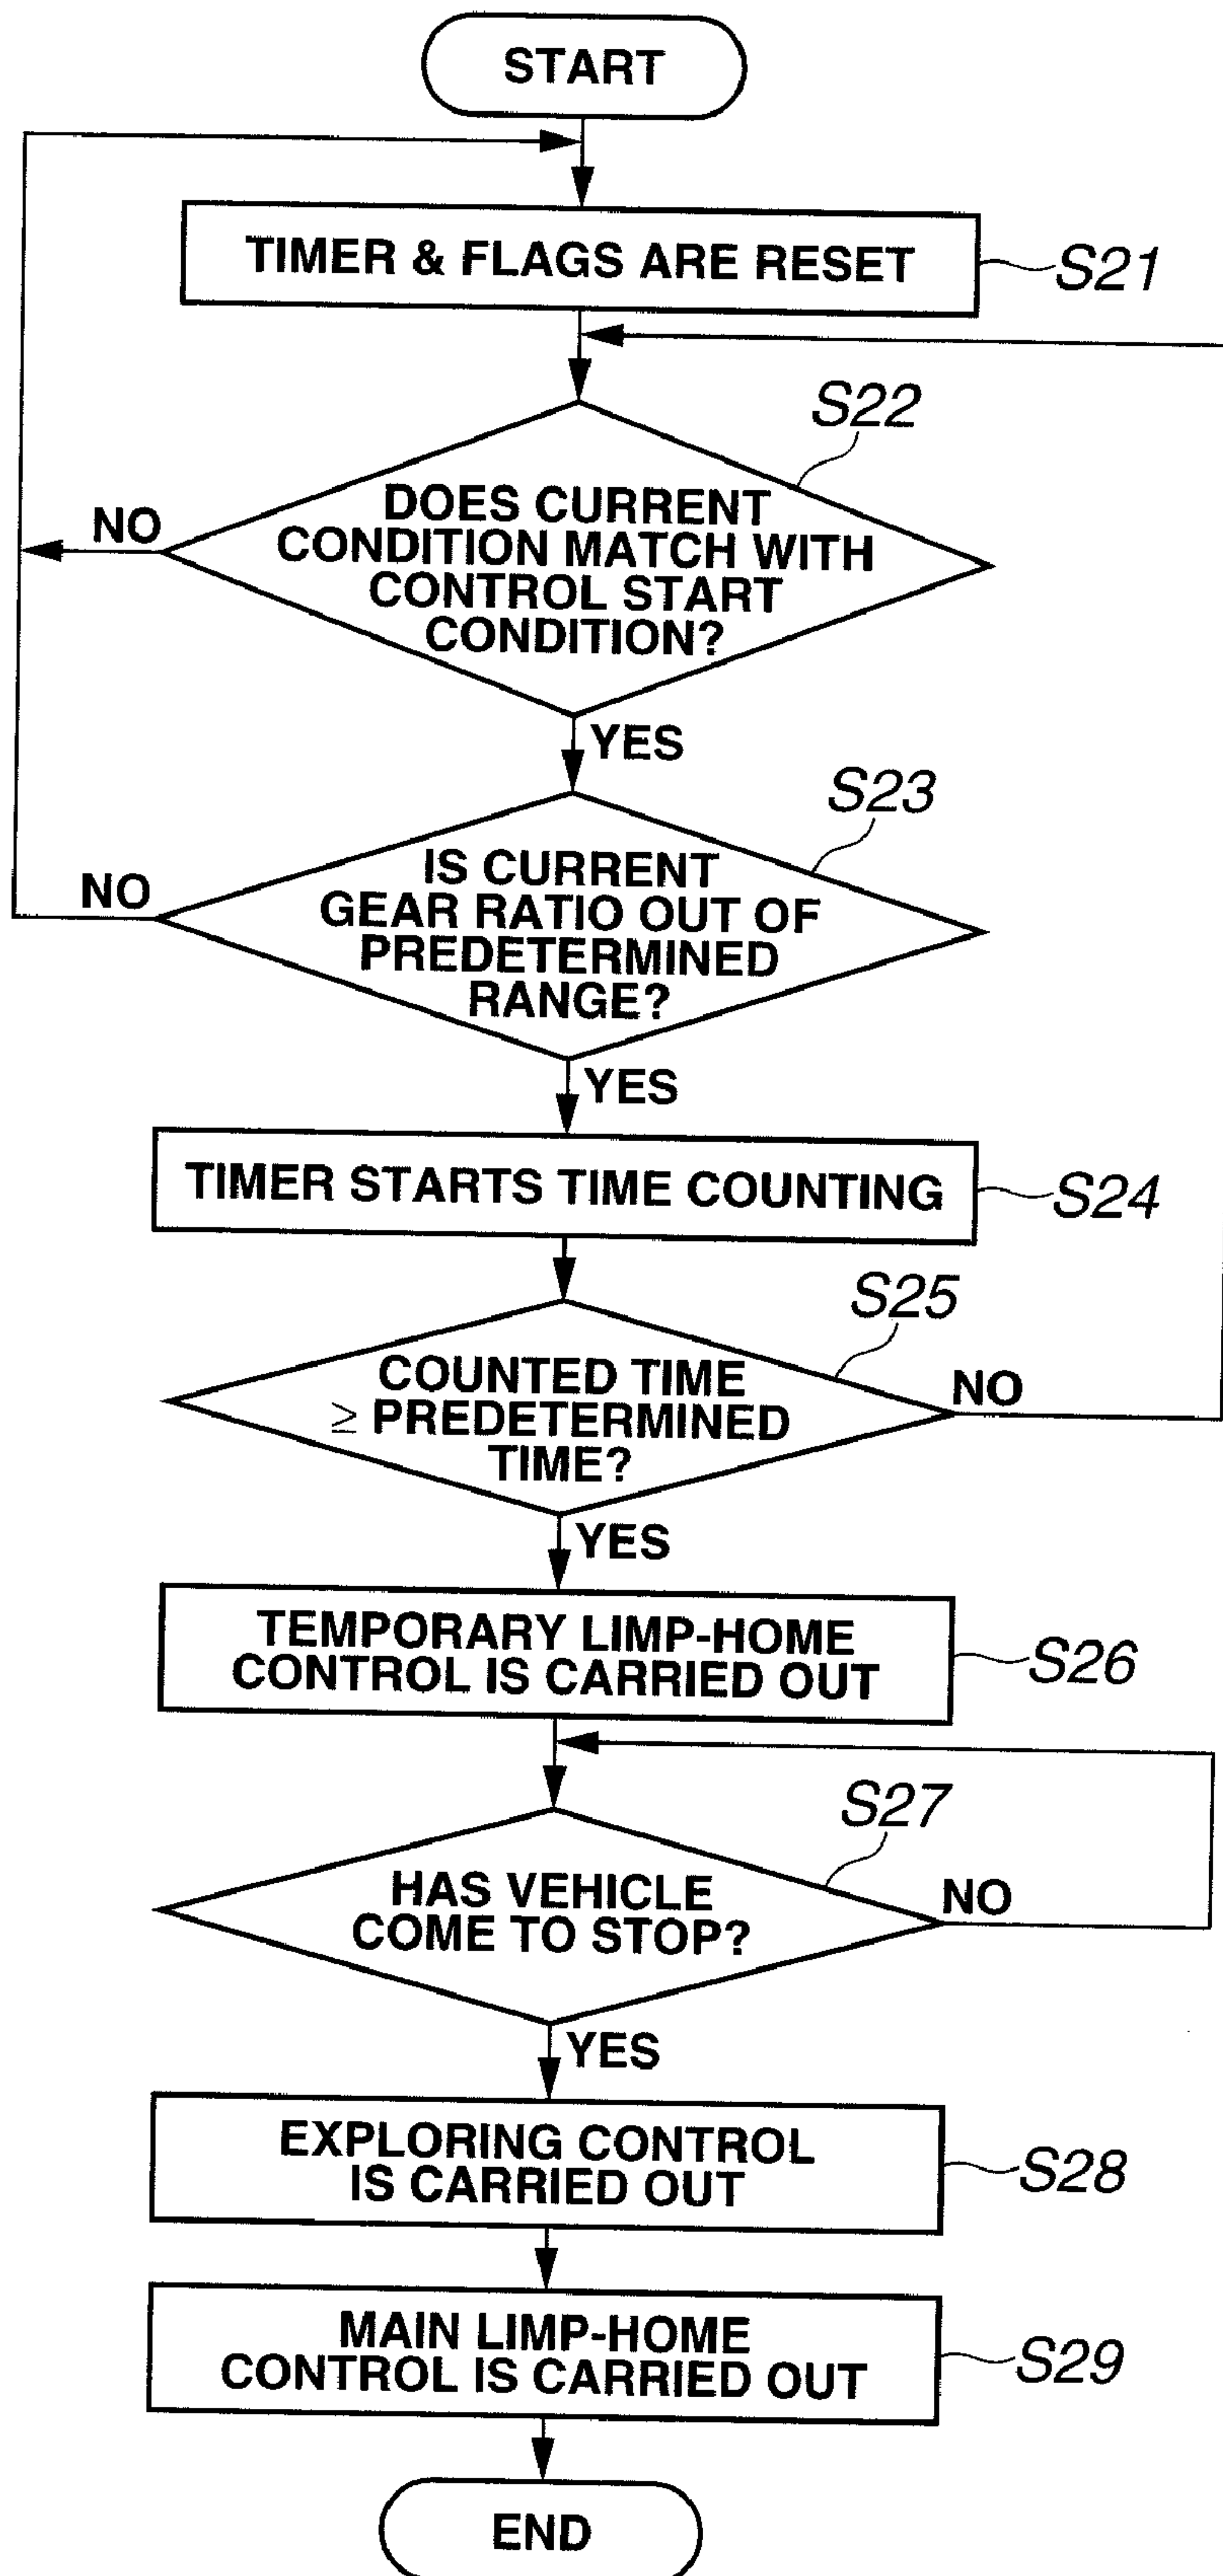 START
TIMER & FLAGS ARE RESET
S21
S22
DOES CURRENT
CONDITION MATCH WITH
CONTROL START
CONDITION?
NO
YES
S23
IS CURRENT
GEAR RATIO OUT OF
PREDETERMINED
RANGE?
NO
YES
TIMER STARTS TIME COUNTING
S24
S25
COUNTED TIME
≥ PREDETERMINED
TIME?
NO
YES
TEMPORARY LIMP-HOME
CONTROL IS CARRIED OUT
S26
S27
HAS VEHICLE
COME TO STOP?
NO
YES
EXPLORING CONTROL
IS CARRIED OUT
S28
MAIN LIMP-HOME
CONTROL IS CARRIED OUT
S29
END